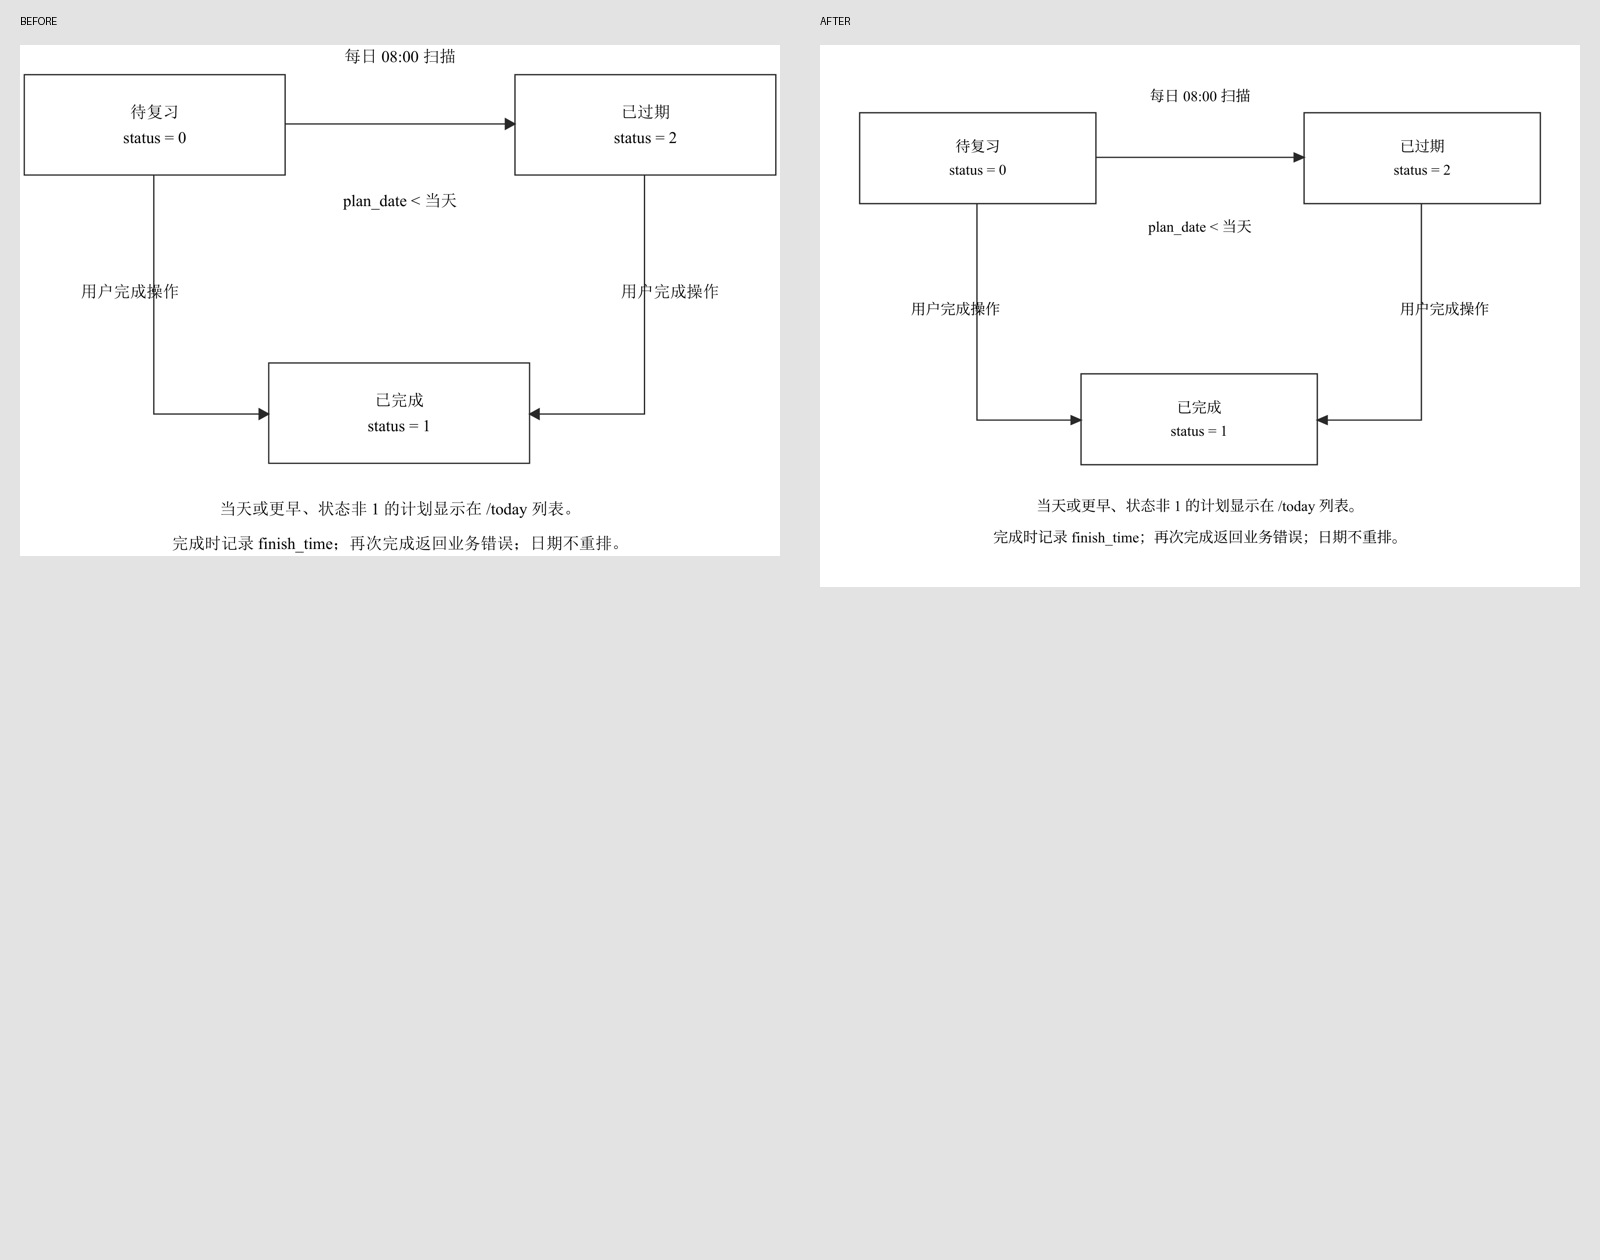 BEFORE
每日 08:00 扫描
待复习
status = 0
已过期
status = 2
plan_date < 当天
用户完成操作
用户完成操作
已完成
status = 1
当天或更早、状态非 1 的计划显示在 /today 列表。
完成时记录 finish_time；再次完成返回业务错误；日期不重排。
AFTER
每日 08:00 扫描
待复习
status = 0
已过期
status = 2
plan_date < 当天
用户完成操作
用户完成操作
已完成
status = 1
当天或更早、状态非 1 的计划显示在 /today 列表。
完成时记录 finish_time；再次完成返回业务错误；日期不重排。